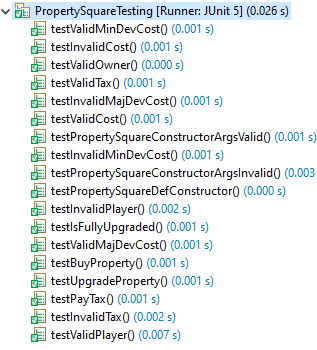 PropertySquareTesting [Runner: JUnit 5] (0.026 s)
testValidMinDevCost() (0.001 s)
testInvalidCost() (0.001 s)
testValidOwner() (0.000 s)
testValidTax() (0.001 s)
testInvalidMajDevCost() (0.001 s)
testValidCost() (0.001 s)
testPropertySquareConstructorArgsValid() (0.001 s)
testInvalidMinDevCost() (0.001 s)
testPropertySquareConstructorArgsInvalid() (0.003
testPropertySquareDefConstructor() (0.000 s)
testInvalidPlayer() (0.002 s)
testIsFullyUpgraded() (0.001 s)
testValidMajDevCost() (0.001 s)
testBuyProperty() (0.001 s)
testUpgradeProperty() (0.001 s)
testPayTax() (0.001 s)
testInvalidTax() (0.002 s)
testValidPlayer() (0.007 s)